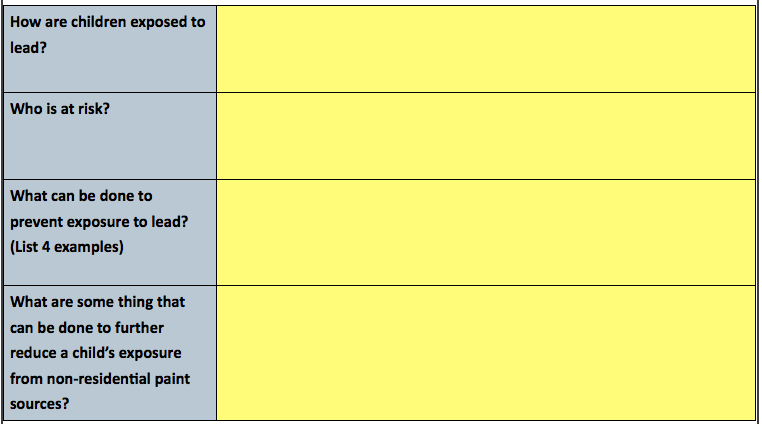 How are children exposed to
lead?
Who is at risk?
What can be done to
prevent exposure to lead?
(List 4 examples)
What are some thing that
can be done to further
reduce a child’s exposure
from non-residential paint
sources?